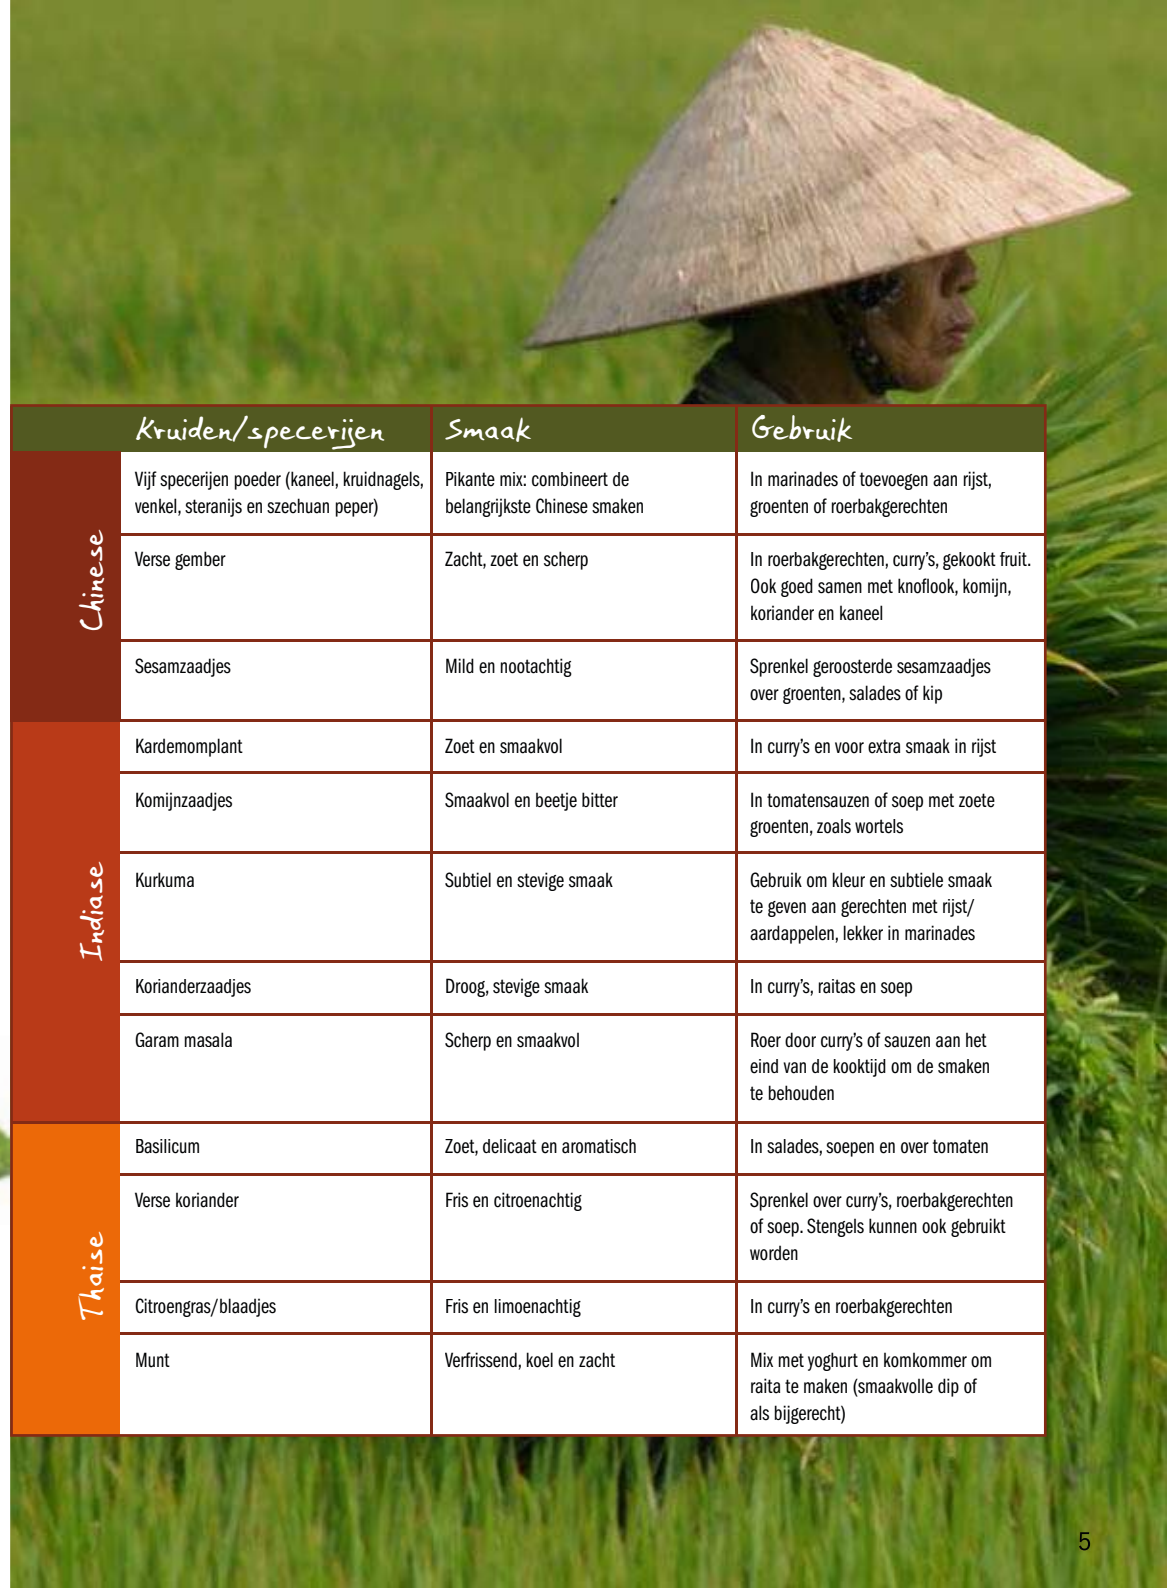 Kruiden/specerijen Smaak Gebruik
Chinese
Vijf specerijen poeder (kaneel, kruidnagels,
venkel, steranijs en szechuan peper)
Pikante mix: combineert de
belangrijkste Chinese smaken
In marinades of toevoegen aan rijst,
groenten of roerbakgerechten
Verse gember
Zacht, zoet en scherp
In roerbakgerechten, curry’s, gekookt fruit.
Ook goed samen met knoflook, komijn,
koriander en kaneel
Sesamzaadjes
Mild en nootachtig
Sprenkel geroosterde sesamzaadjes
over groenten, salades of kip
Indiase
Kardemomplant
Zoet en smaakvol
In curry’s en voor extra smaak in rijst
Komijnzaadjes
Smaakvol en beetje bitter
In tomatensauzen of soep met zoete
groenten, zoals wortels
Kurkuma
Subtiel en stevige smaak
Gebruik om kleur en subtiele smaak
te geven aan gerechten met rijst/
aardappelen, lekker in marinades
Korianderzaadjes
Droog, stevige smaak
In curry’s, raitas en soep
Garam masala
Scherp en smaakvol
Roer door curry’s of sauzen aan het
eind van de kooktijd om de smaken
te behouden
Thaise
Basilicum
Zoet, delicaat en aromatisch
In salades, soepen en over tomaten
Verse koriander
Fris en citroenachtig
Sprenkel over curry’s, roerbakgerechten
of soep. Stengels kunnen ook gebruikt
worden
Citroengras/blaadjes
Fris en limoenachtig
In curry’s en roerbakgerechten
Munt
Verfrissend, koel en zacht
Mix met yoghurt en komkommer om
raita te maken (smaakvolle dip of
als bijgerecht)
5